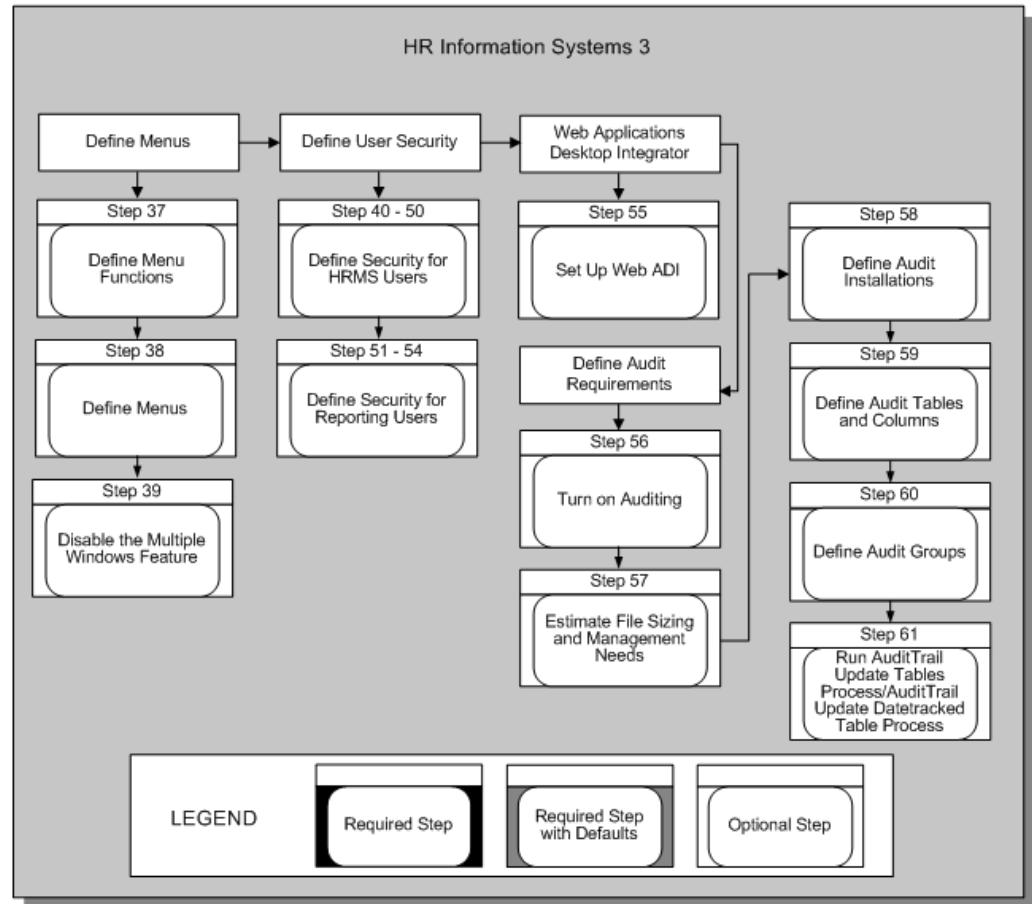 HR Information Systems 3
Define Menus
Step 37
Define Menu
Functions
Step 38
Define Menus
Step 39
Disable the Multiple
Windows Feature
Define User Security
Step 40 - 50
Define Security for
HRMS Users
Step 51 - 54
Define Security for
Reporting Users
Web Applications
Desktop Integrator
Step 55
Set Up Web ADI
Define Audit
Requirements
Step 56
Turn on Auditing
Step 57
Estimate File Sizing
and Management
Needs
Step 58
Define Audit
Installations
Step 59
Define Audit Tables
and Columns
Step 60
Define Audit Groups
Step 61
Run AuditTrail
Update Tables
Process/AuditTrail
Update Datetracked
Table Process
LEGEND
Required Step
Required Step
with Defaults
Optional Step